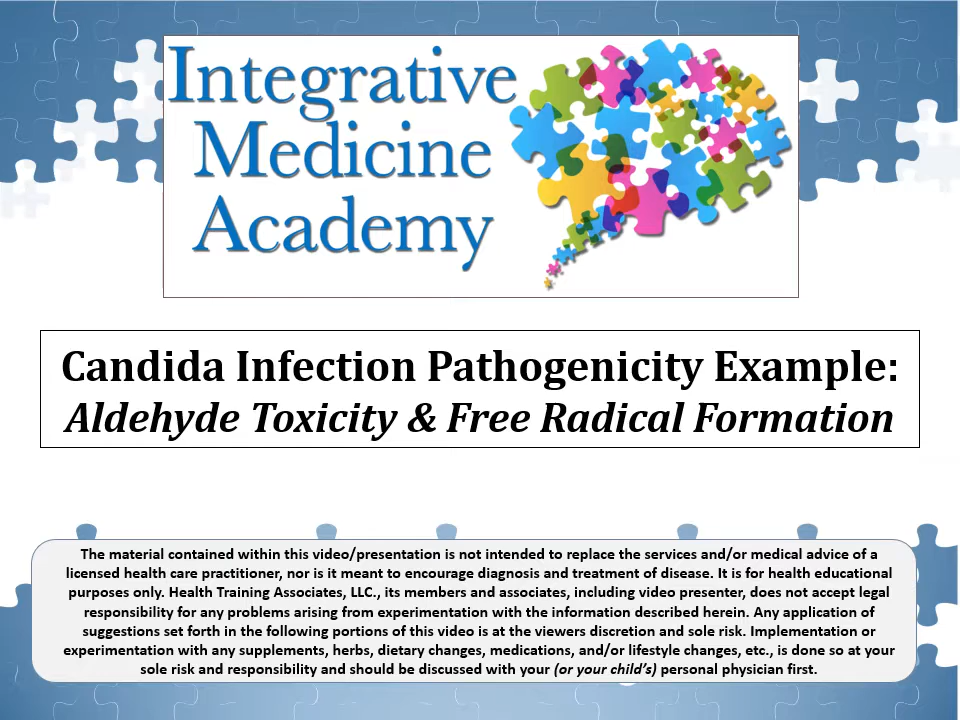 Integrative
Medicine
Academy
Candida Infection Pathogenicity Example:
Aldehyde Toxicity & Free Radical Formation
The material contained within this video/presentation is not intended to replace the services and/or medical advice of a
licensed health care practitioner, nor is it meant to encourage diagnosis and treatment of disease. It is for health educational
purposes only. Health Training Associates, LLC., its members and associates, including video presenter, does not accept legal
responsibility for any problems arising from experimentation with the information described herein. Any application of
suggestions set forth in the following portions of this video is at the viewers discretion and sole risk. Implementation or
experimentation with any supplements, herbs, dietary changes, medications, and/or lifestyle changes, etc., is done so at your
sole risk and responsibility and should be discussed with your (or your child's) personal physician first.